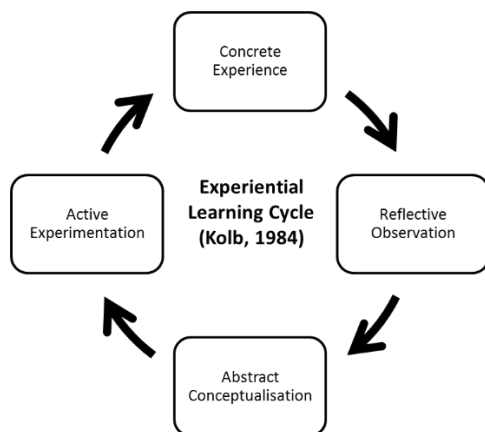 Concrete
Experience
Experiential
Learning Cycle
(Kolb, 1984)
Active
Experimentation
Reflective
Observation
Abstract
Conceptualisation